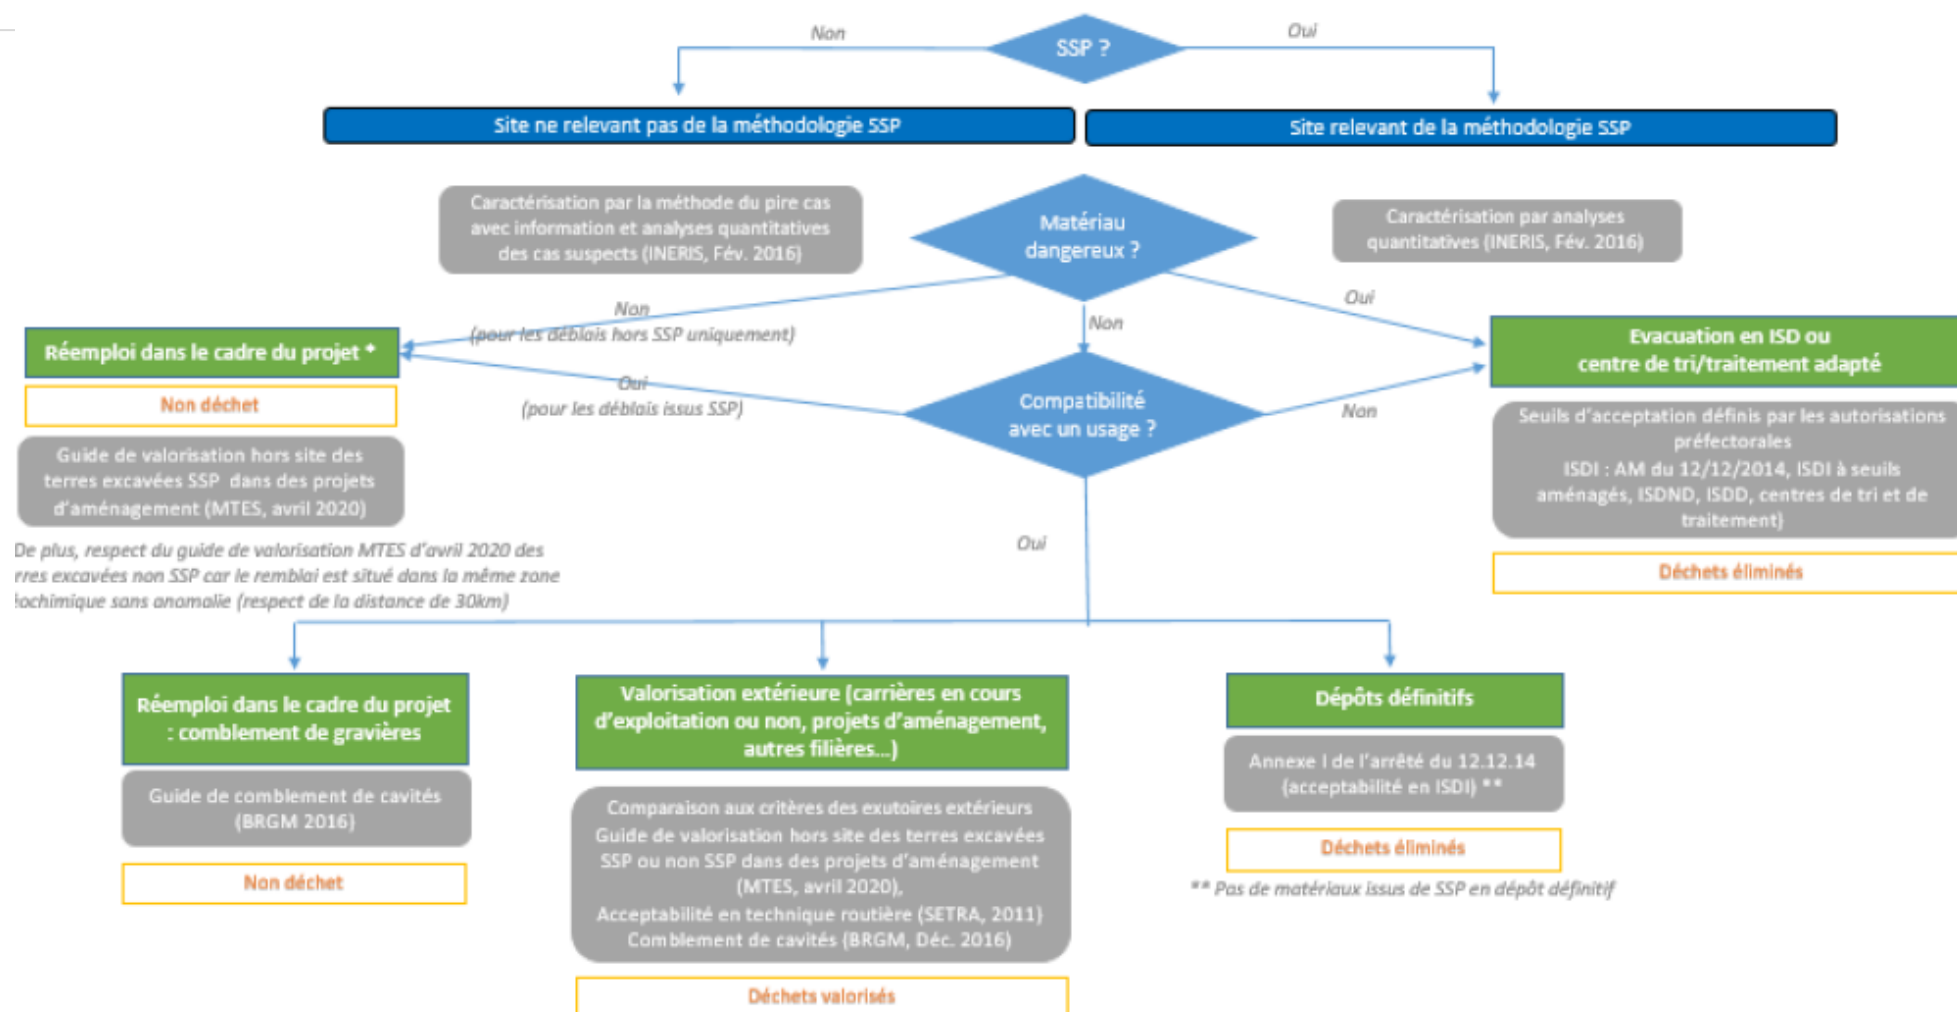 Non
SSP ?
Oui
Site ne relevant pas de la méthodologie SSP
Site relevant de la méthodologie SSP
Caractérisation par la méthode du pire cas
avec information et analyses quantitatives
des cas suspects (INERIS, Fév. 2016)
Matériau
dangereux ?
Caractérisation par analyses
quantitatives (INERIS, Fév. 2016)
Non
(pour les déblais hors SSP uniquement)
Non
Oui
Réemploi dans le cadre du projet *
Non déchet
Guide de valorisation hors site des
terres excavées SSP dans des projets
d'aménagement (MTES, avril 2020)
De plus, respect du guide de valorisation MTES d'avril 2020 des
rres excavées non SSP car le remblai est situé dans la même zone
ochimique sans anomalie (respect de la distance de 30km)
Oui
(pour les déblais issus SSP)
Compatibilité
avec un usage ?
Non
Evacuation en ISD ou
centre de tri/traitement adapté
Seuils d'acceptation définis par les autorisations
préfectorales
ISDI : AM du 12/12/2014, ISDI à seuils
aménagés, ISDND, ISDD, centres de tri et de
traitement)
Déchets éliminés
Oui
Réemploi dans le cadre du projet
: comblement de gravières
Guide de comblement de cavités
(BRGM 2016)
Non déchet
Valorisation extérieure (carrières en cours
d'exploitation ou non, projets d'aménagement,
autres filières...)
Comparaison aux critères des exutoires extérieurs
Guide de valorisation hors site des terres excavées
SSP ou non SSP dans des projets d'aménagement
(MTES, avril 2020),
Acceptabilité en technique routière (SETRA, 2011)
Comblement de cavités (BRGM, Déc. 2016)
Déchets valorisés
Dépôts définitifs
Annexe I de l'arrêté du 12.12.14
(acceptabilité en ISDI) **
Déchets éliminés
** Pas de matériaux issus de SSP en dépôt définitif